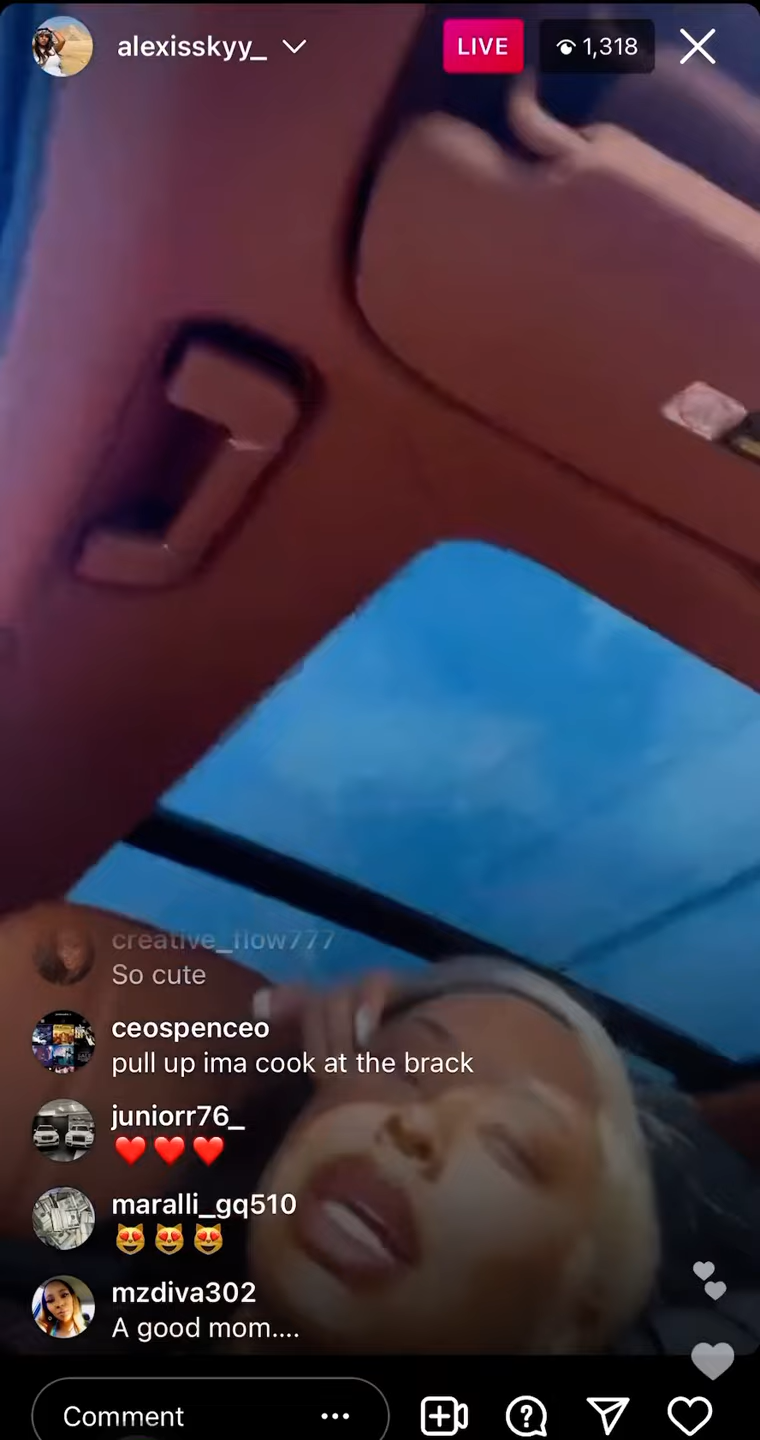 alexisskyy_
LIVE
1,318
creative_flow777
So cute
ceospenceo
pull up ima cook at the brack
juniorr76_
❤️❤️❤️
maralli_gq510
😻😻😻
mzdiva302
A good mom....
Comment